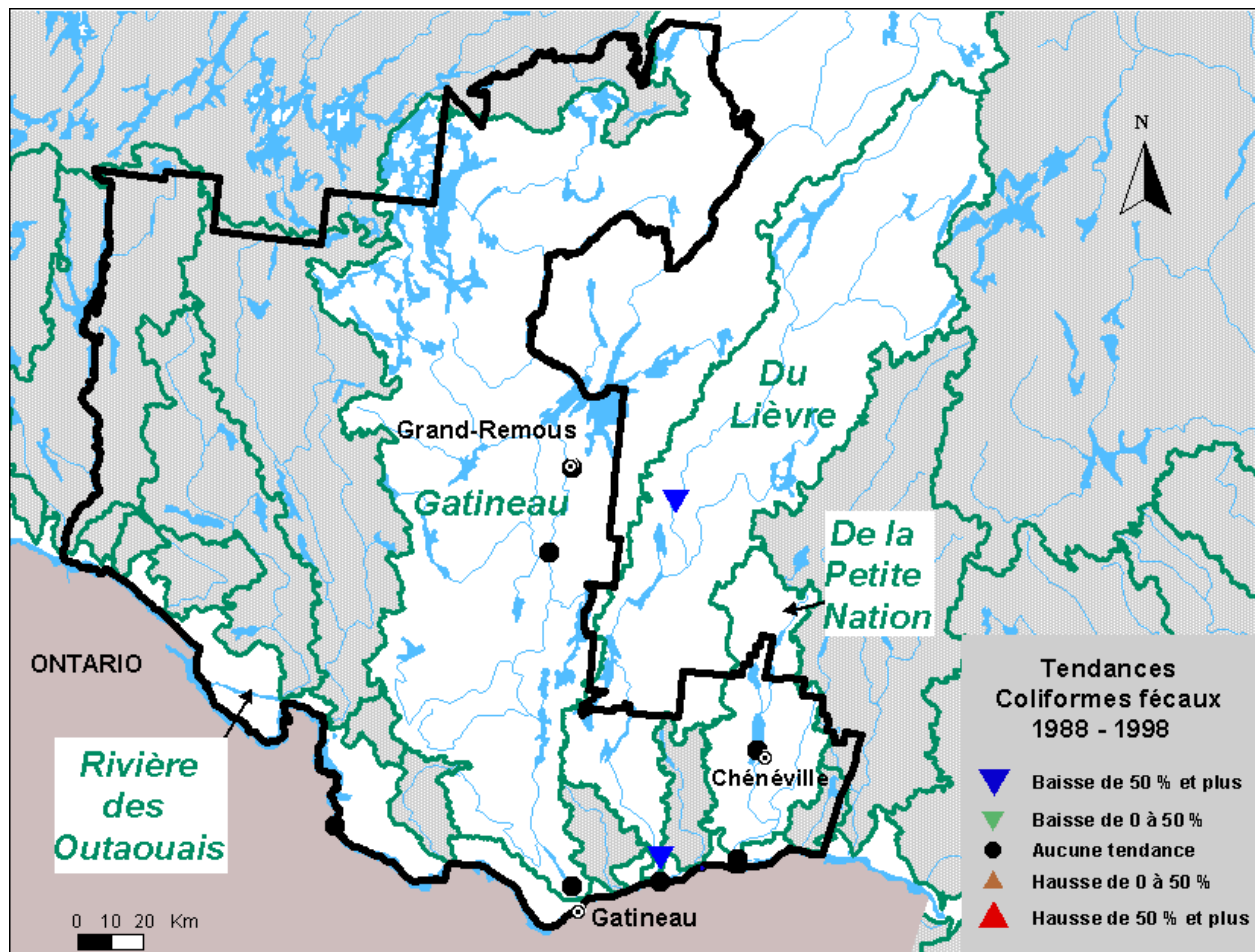 N
Du
Lièvre
Grand-Remous
Gatineau
De la
Petite
Nation
ONTARIO
Rivière
des
Outaouais
Chénéville
Gatineau
0 10 20 Km
Tendances
Coliformes fécaux
1988 - 1998
Baisse de 50 % et plus
Baisse de 0 à 50 %
Aucune tendance
Hausse de 0 à 50 %
Hausse de 50 % et plus